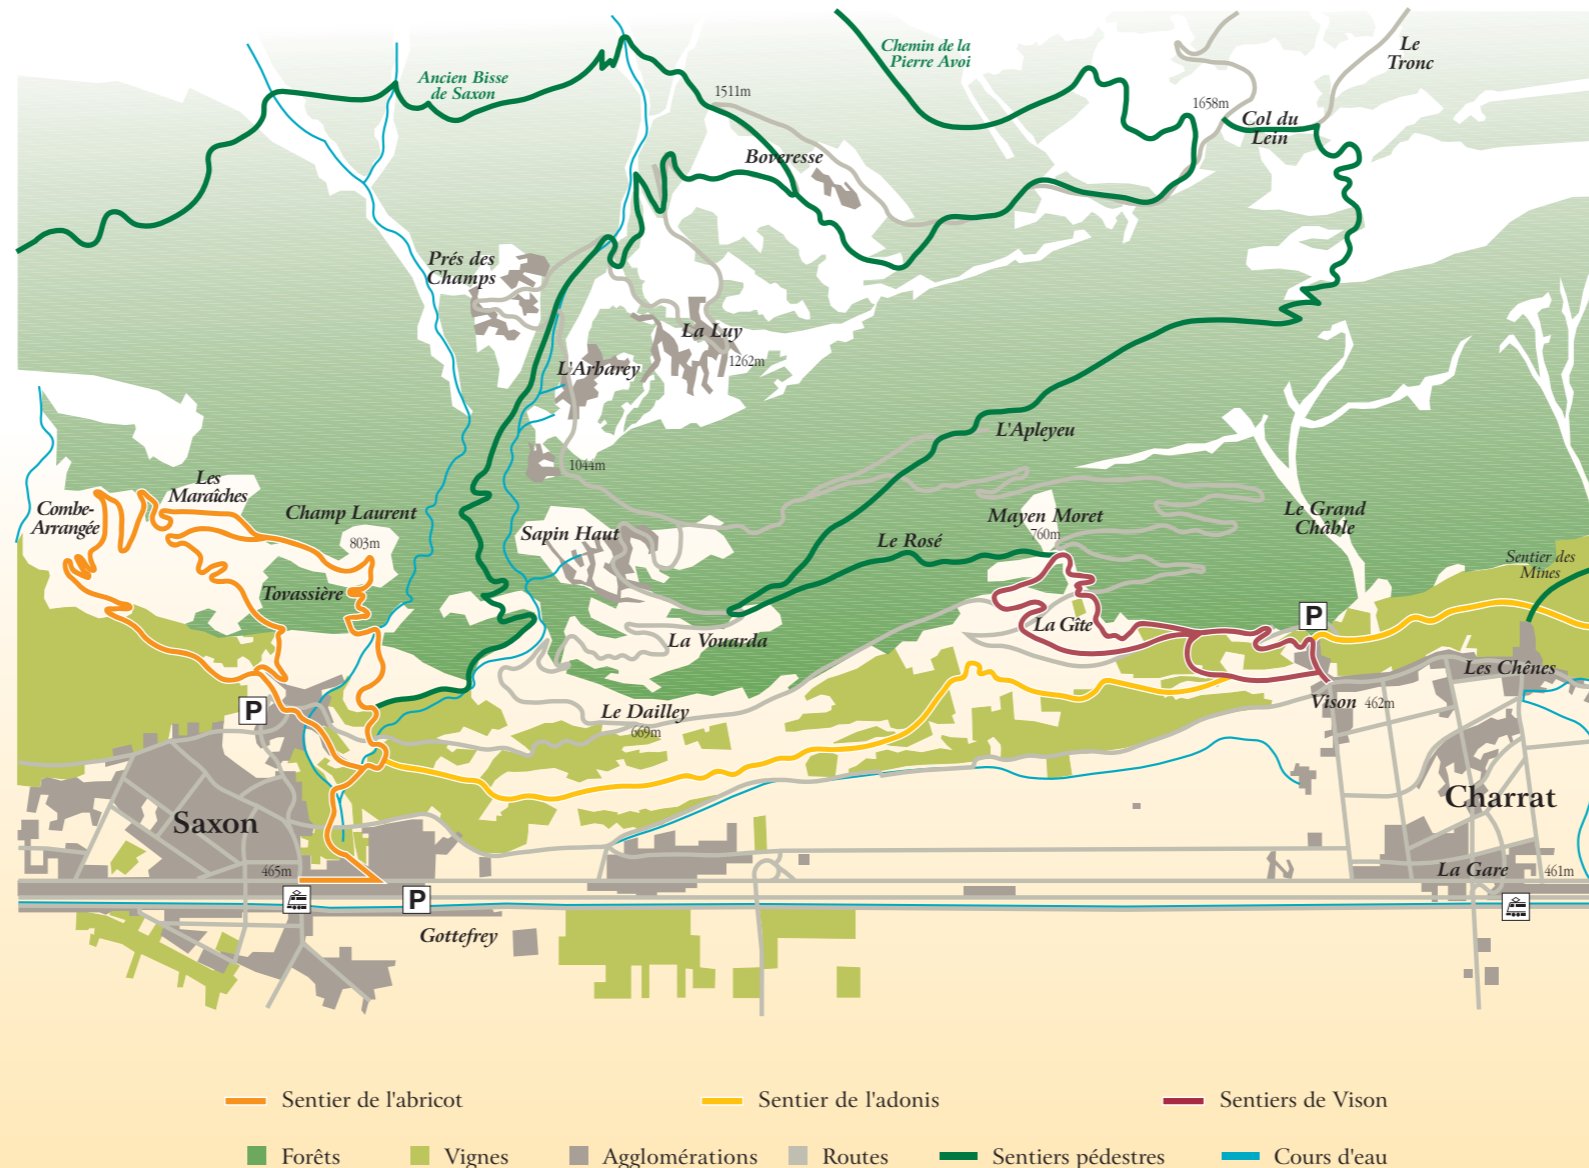 Chemin de la
Pierre Avoi
Le
Tronc
Ancien Bisse
de Saxon
1511m
1658m
Col du
Lein
Boveresse
Prés des
Champs
La Luy
1262m
L'Arbarey
L'Apleyeu
1044m
Les
Maraîches
Combe-
Arrangée
Champ Laurent
803m
Sapin Haut
Mayen Moret
760m
Le Rosé
Le Grand
Châble
Sentier des
Mines
Tovassière
La Vouarda
La Gîte
P
Les Chênes
Vison 462m
P
Le Dailley
669m
Saxon
Charrat
465m
La Gare
461m
P
Gottefrey
Sentier de l'abricot
Sentier de l'adonis
Sentiers de Vison
Forêts
Vignes
Agglomérations
Routes
Sentiers pédestres
Cours d'eau